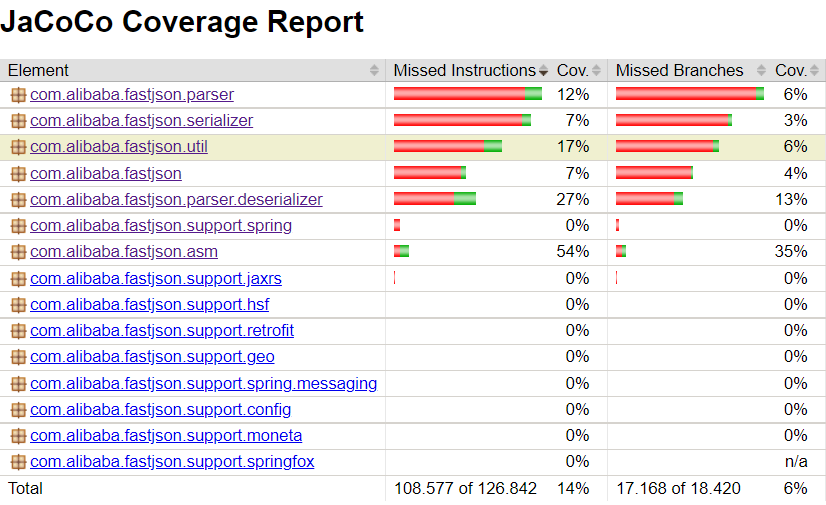 JaCoCo Coverage Report
Element Missed Instructions Cov. Missed Branches Cov.
com.alibaba.fastjson.parser 12% 6%
com.alibaba.fastjson.serializer 7% 3%
com.alibaba.fastjson.util 17% 6%
com.alibaba.fastjson 7% 4%
com.alibaba.fastjson.parser.deserializer 27% 13%
com.alibaba.fastjson.support.spring 0% 0%
com.alibaba.fastjson.asm 54% 35%
com.alibaba.fastjson.support.jaxrs 0% 0%
com.alibaba.fastjson.support.hsf 0% 0%
com.alibaba.fastjson.support.retrofit 0% 0%
com.alibaba.fastjson.support.geo 0% 0%
com.alibaba.fastjson.support.spring.messaging 0% 0%
com.alibaba.fastjson.support.config 0% 0%
com.alibaba.fastjson.support.moneta 0% 0%
com.alibaba.fastjson.support.springfox 0% n/a
Total 108.577 of 126.842 14% 17.168 of 18.420 6%